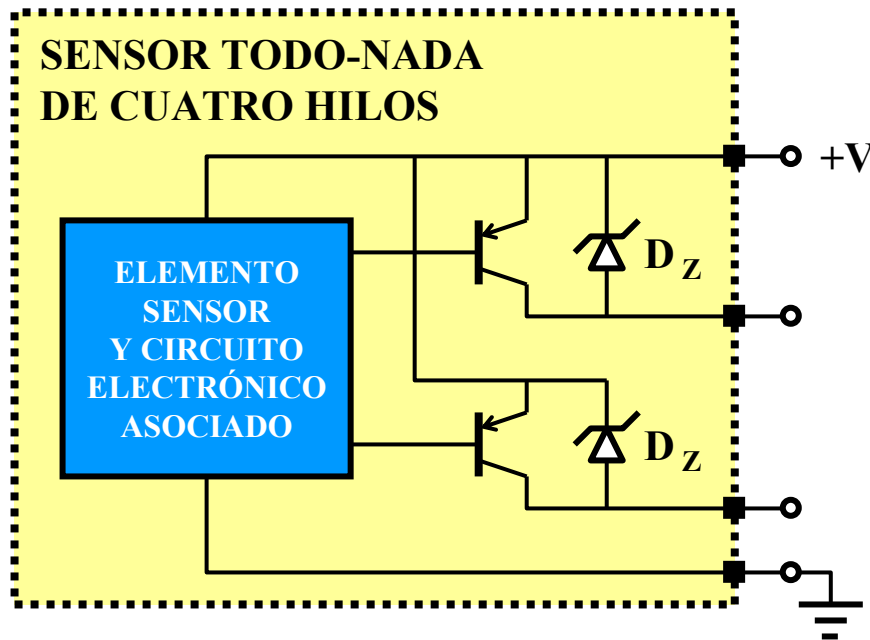 SENSOR TODO-NADA
DE CUATRO HILOS
+V
ELEMENTO
SENSOR
Y CIRCUITO
ELECTRÓNICO
ASOCIADO
D Z
D Z